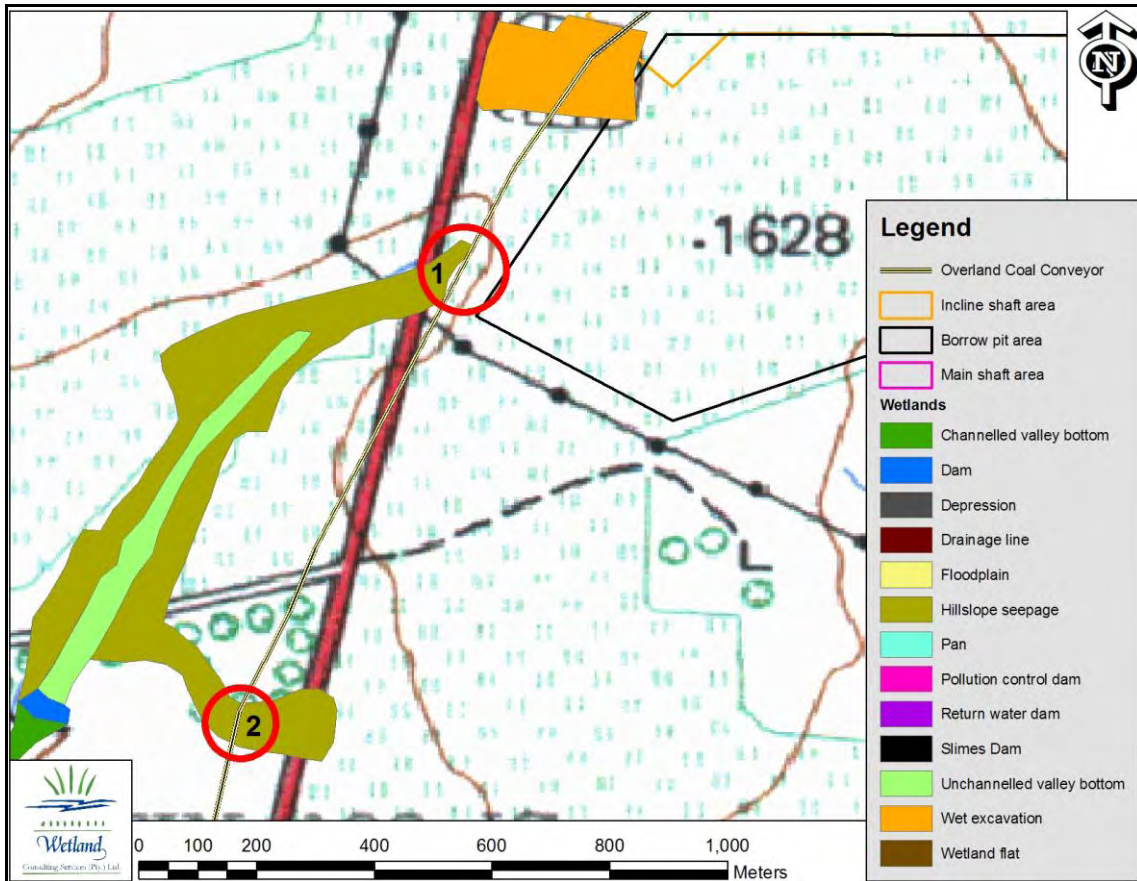 N
1
.1628
2
Legend
Overland Coal Conveyor
Incline shaft area
Borrow pit area
Main shaft area
Wetlands
Channelled valley bottom
Dam
Depression
Drainage line
Floodplain
Hillslope seepage
Pan
Pollution control dam
Return water dam
Slimes Dam
Unchannelled valley bottom
Wet excavation
Wetland flat
Wetland
Consulting Services (Pty.) Ltd.
0 100 200 400 600 800 1,000
Meters